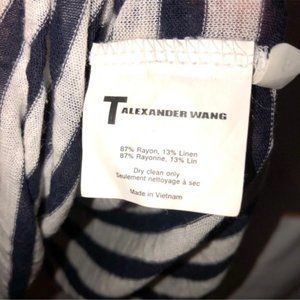 T ALEXANDER WANG
87% Rayon, 13% Linen
87% Rayonne, 13% Lin
Dry clean only
Seulement nettoyage à sec
Made in Vietnam